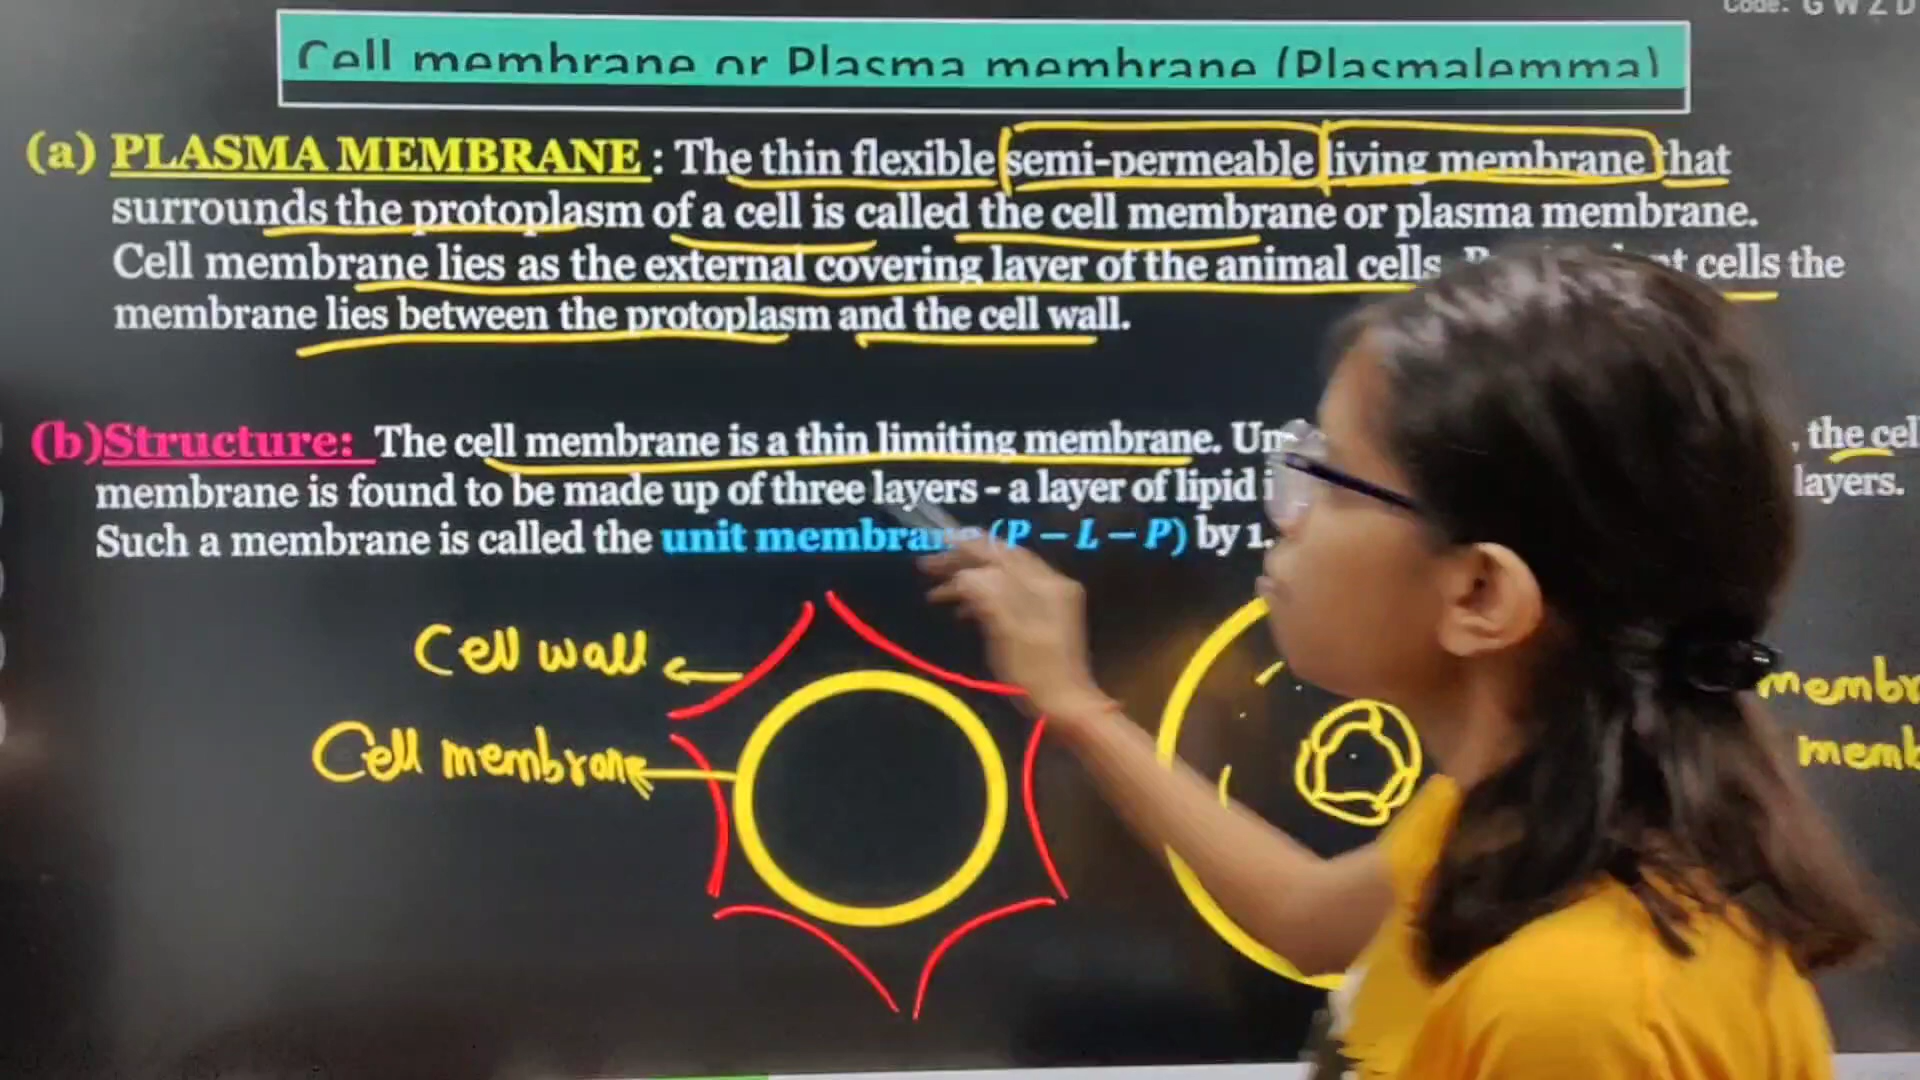 Code: G W Z D
Cell membrane or Plasma membrane (Plasmalemma)
(a) PLASMA MEMBRANE : The thin flexible semi-permeable living membrane that
surrounds the protoplasm of a cell is called the cell membrane or plasma membrane.
Cell membrane lies as the external covering layer of the animal cells. cells the
membrane lies between the protoplasm and the cell wall.
(b)Structure: The cell membrane is a thin limiting membrane. , the cel
membrane is found to be made up of three layers - a layer of lipid layers.
Such a membrane is called the unit membrane (P – L – P) by 1.
Cell wall
Cell membrane
membr
memb